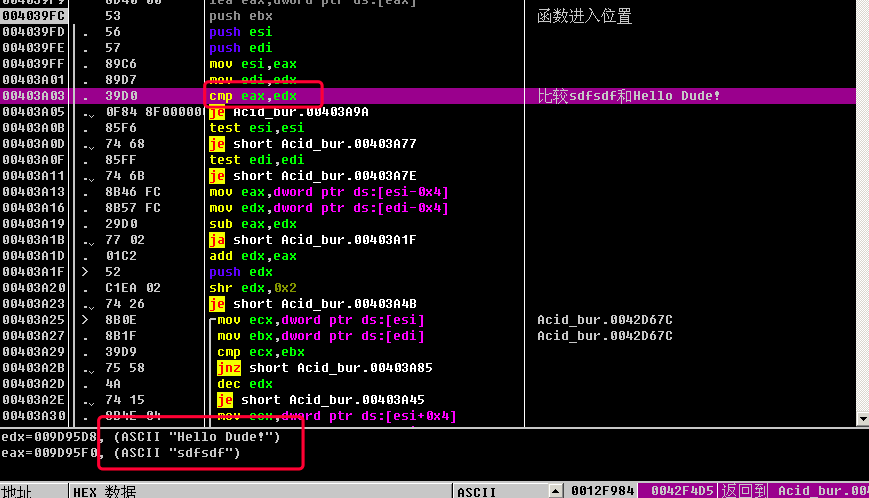 004039FC 53 push ebx 函数进入位置
004039FD . 56 push esi
004039FE . 57 push edi
004039FF . 89C6 mov esi,eax
00403A01 . 89D7 mov edi,edx
00403A03 . 39D0 cmp eax,edx 比较sdfsdf和Hello Dude!
00403A05 . 0F84 8F000000 je Acid_bur.00403A9A
00403A0B . 85F6 test esi,esi
00403A0D . 74 68 je short Acid_bur.00403A77
00403A0F . 85FF test edi,edi
00403A11 . 74 6B je short Acid_bur.00403A7E
00403A13 . 8B46 FC mov eax,dword ptr ds:[esi-0x4]
00403A16 . 8B57 FC mov edx,dword ptr ds:[edi-0x4]
00403A19 . 29D0 sub eax,edx
00403A1B . 77 02 ja short Acid_bur.00403A1F
00403A1D . 01C2 add edx,eax
00403A1F > 52 push edx
00403A20 . C1EA 02 shr edx,0x2
00403A23 . 74 26 je short Acid_bur.00403A4B
00403A25 > 8B0E mov ecx,dword ptr ds:[esi] Acid_bur.0042D67C
00403A27 . 8B1F mov ebx,dword ptr ds:[edi] Acid_bur.0042D67C
00403A29 . 39D9 cmp ecx,ebx
00403A2B . 75 58 jnz short Acid_bur.00403A85
00403A2D . 4A dec edx
00403A2E . 74 15 je short Acid_bur.00403A45
00403A30 . 8B4E 04 mov ecx,dword ptr ds:[esi+0x4]
edx=009D95D8, (ASCII "Hello Dude!")
eax=009D95F0, (ASCII "sdfsdf")
地址 HEX 数据 ASCII 0012F984 0042F4D5 返回到 Acid_bur.004